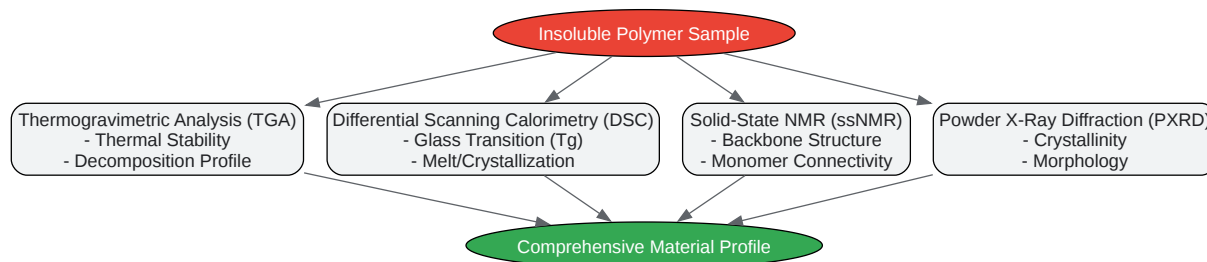 Insoluble Polymer Sample
Thermogravimetric Analysis (TGA)
- Thermal Stability
- Decomposition Profile
Differential Scanning Calorimetry (DSC)
- Glass Transition (Tg)
- Melt/Crystallization
Solid-State NMR (ssNMR)
- Backbone Structure
- Monomer Connectivity
Powder X-Ray Diffraction (PXRD)
- Crystallinity
- Morphology
Comprehensive Material Profile